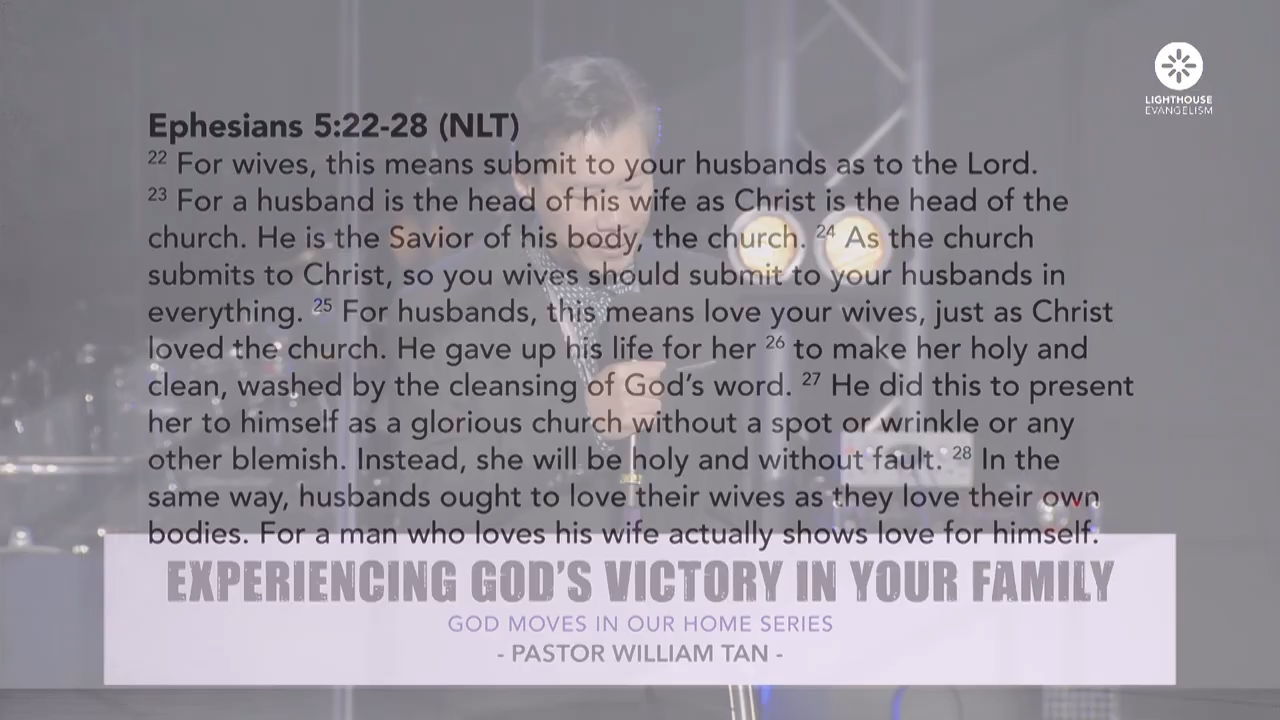 LIGHTHOUSE
EVANGELISM
Ephesians 5:22-28 (NLT)
22 For wives, this means submit to your husbands as to the Lord.
23 For a husband is the head of his wife as Christ is the head of the
church. He is the Savior of his body, the church. 24 As the church
submits to Christ, so you wives should submit to your husbands in
everything. 25 For husbands, this means love your wives, just as Christ
loved the church. He gave up his life for her 26 to make her holy and
clean, washed by the cleansing of God’s word. 27 He did this to present
her to himself as a glorious church without a spot or wrinkle or any
other blemish. Instead, she will be holy and without fault. 28 In the
same way, husbands ought to love their wives as they love their own
bodies. For a man who loves his wife actually shows love for himself.
EXPERIENCING GOD’S VICTORY IN YOUR FAMILY
GOD MOVES IN OUR HOME SERIES
- PASTOR WILLIAM TAN -